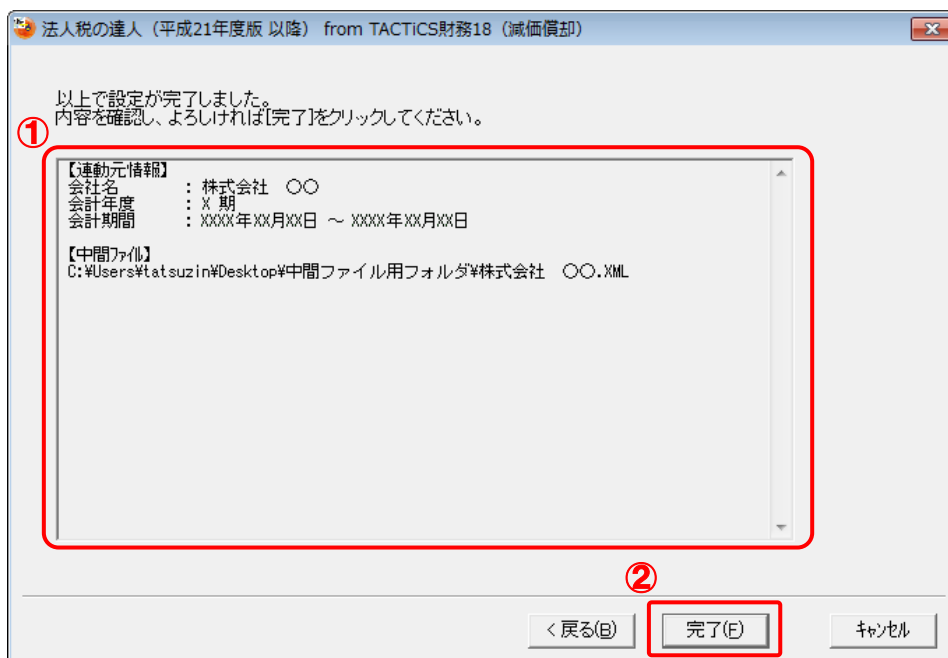 法人税の達人（平成21年度版 以降） from TACTiCS財務18（減価償却）
以上で設定が完了しました。
内容を確認し、よろしければ[完了]をクリックしてください。
①
【連動元情報】
会社名　　　：株式会社　○○
会計年度　　：X 期
会計期間　　：XXXX年XX月XX日 ～ XXXX年XX月XX日
【中間ファイル】
C:¥Users¥tatsuzin¥Desktop¥中間ファイル用フォルダ¥株式会社　○○.XML
②
< 戻る(B)
完了(F)
キャンセル